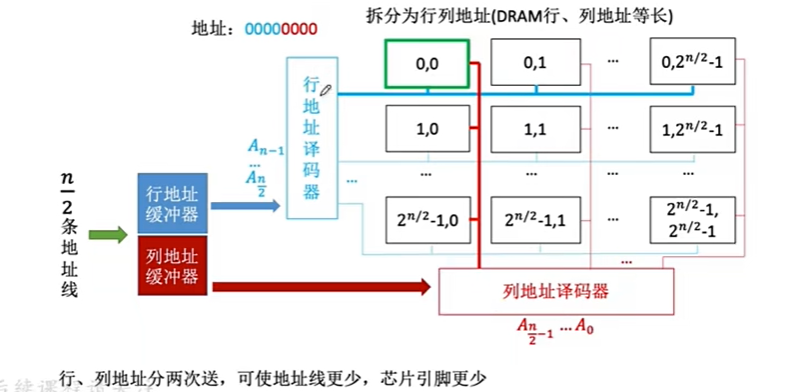 拆分为行列地址(DRAM行、列地址等长)
地址：00000000
0,0
0,1
...
0,2^{n/2}-1
行地址译码器
1,0
1,1
...
1,2^{n/2}-1
A_{n-1}
...
A_{n/2}
...
...
...
...
n/2条地址线
行地址缓冲器
2^{n/2}-1,0
2^{n/2}-1,1
...
2^{n/2}-1,
2^{n/2}-1
列地址缓冲器
...
列地址译码器
A_{n/2-1} ...A_0
行、列地址分两次送，可使地址线更少，芯片引脚更少